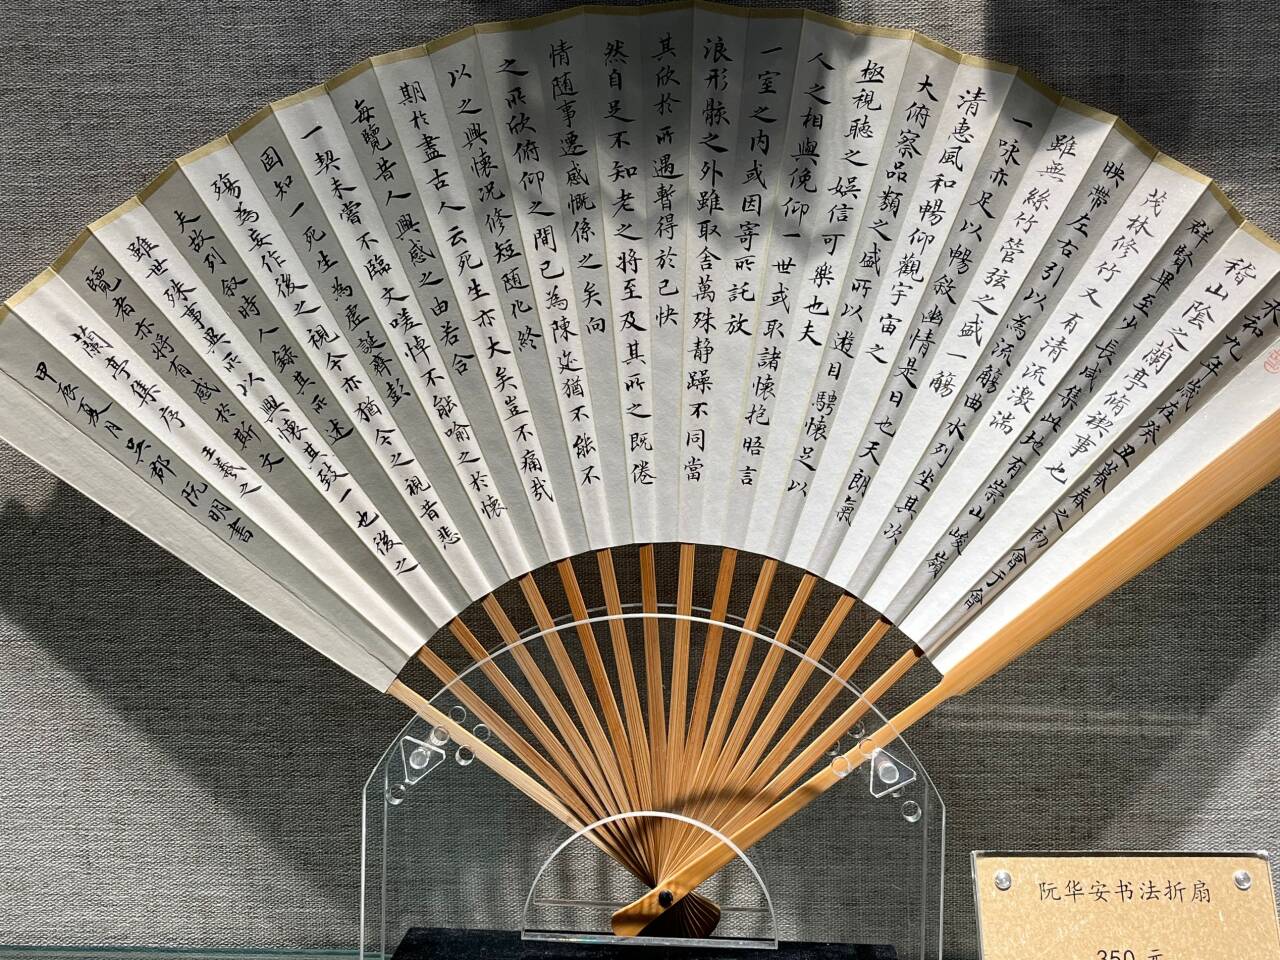 永和九年歲在癸丑暮春之初會于會
稽山陰之蘭亭脩禊事也
群賢畢至少長咸集此地有崇山峻嶺
茂林修竹又有清流激湍
映帶左右引以為流觴曲水列坐其次
雖無絲竹管弦之盛一觴
一咏亦足以暢敘幽情是日也天朗氣
清惠風和暢仰觀宇宙之
大俯察品類之盛所以遊目騁懷足以
極視聽之娛信可樂也夫
人之相與俛仰一世或取諸懷抱晤言
一室之内或因寄所託放
浪形骸之外雖取舍萬殊静躁不同當
其欣於所遇暫得於己快
然自足不知老之將至及其所之既倦
情随事遷感慨係之矣向
之所欣俯仰之間已為陳迹猶不能不
以之興懷况修短随化終
期於盡古人云死生亦大矣豈不痛哉
每覽昔人興感之由若合
一契未嘗不臨文嗟悼不能喻之於懷
固知一死生為虛誕齊彭
殤為妄作後之視今亦猶今之視昔悲
夫故列敘時人錄其所述
雖世殊事異所以興懷其致一也後之
覽者亦將有感於斯文
蘭亭集序 王羲之
甲辰夏月吳郡阮明書
阮华安书法折扇
350 元